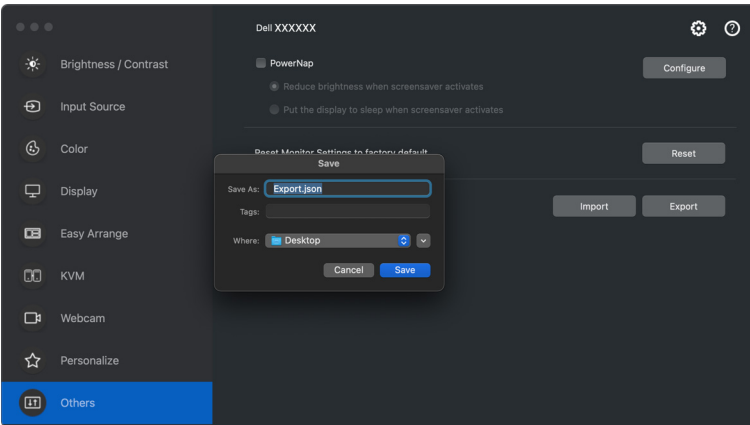 Dell XXXXXX
Brightness / Contrast
PowerNap
Configure
Reduce brightness when screensaver activates
Input Source
Put the display to sleep when screensaver activates
Color
Reset Monitor Settings to factory default
Reset
Save
Display
Save As: Export.json
Tags:
Import
Export
Easy Arrange
Where: Desktop
KVM
Cancel
Save
Webcam
Personalize
Others